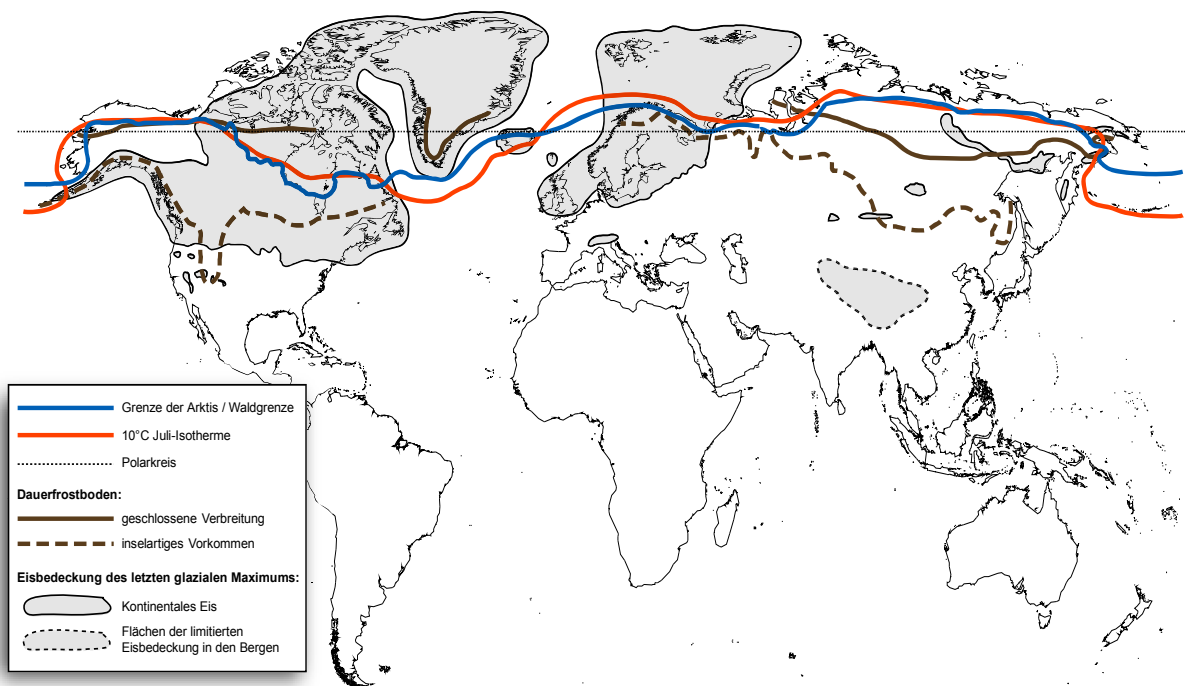 Grenze der Arktis / Waldgrenze
10°C Juli-Isotherme
Polarkreis
Dauerfrostboden:
geschlossene Verbreitung
inselartiges Vorkommen
Eisbedeckung des letzten glazialen Maximums:
Kontinentales Eis
Flächen der limitierten
Eisbedeckung in den Bergen